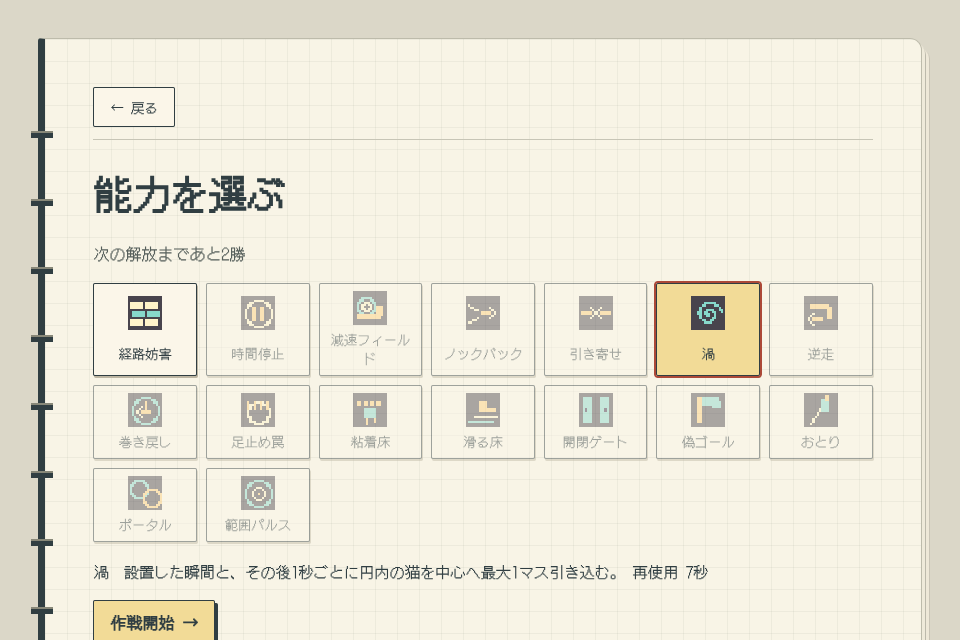 ← 戻る
能力を選ぶ
次の解放まであと2勝
経路妨害
時間停止
減速フィール
ド
ノックバック
引き寄せ
渦
逆走
巻き戻し
足止め罠
粘着床
滑る床
開閉ゲート
偽ゴール
おとり
ポータル
範囲パルス
渦　設置した瞬間と、その後1秒ごとに円内の猫を中心へ最大1マス引き込む。 再使用 7秒
作戦開始 →